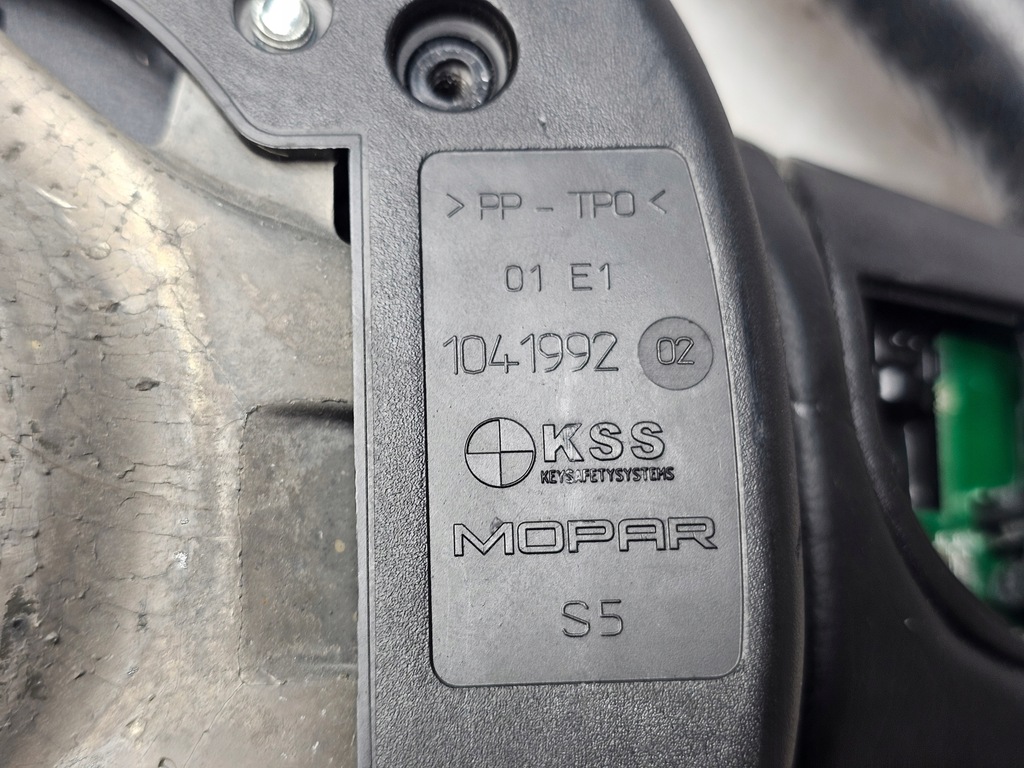 >PP - TPO<
01 E1
1041992 02
KSS
KEYSAFETYSYSTEMS
MOPAR
S5